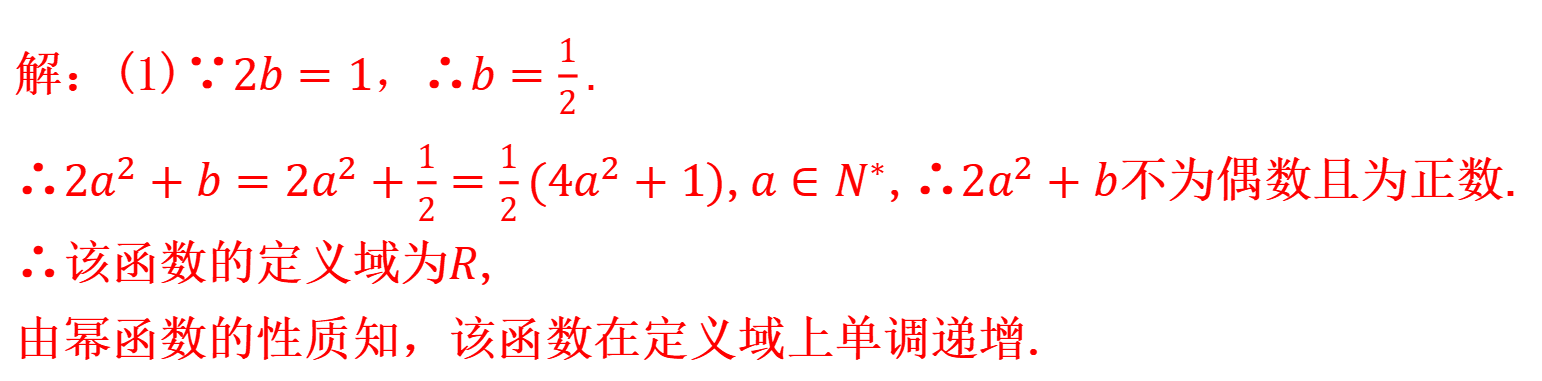 解：(1)∵2b = 1，∴b = 1/2.
∴2a² + b = 2a² + 1/2 = 1/2 (4a² + 1), a ∈ N*, ∴2a² + b不为偶数且为正数.
∴该函数的定义域为R,
由幂函数的性质知，该函数在定义域上单调递增.